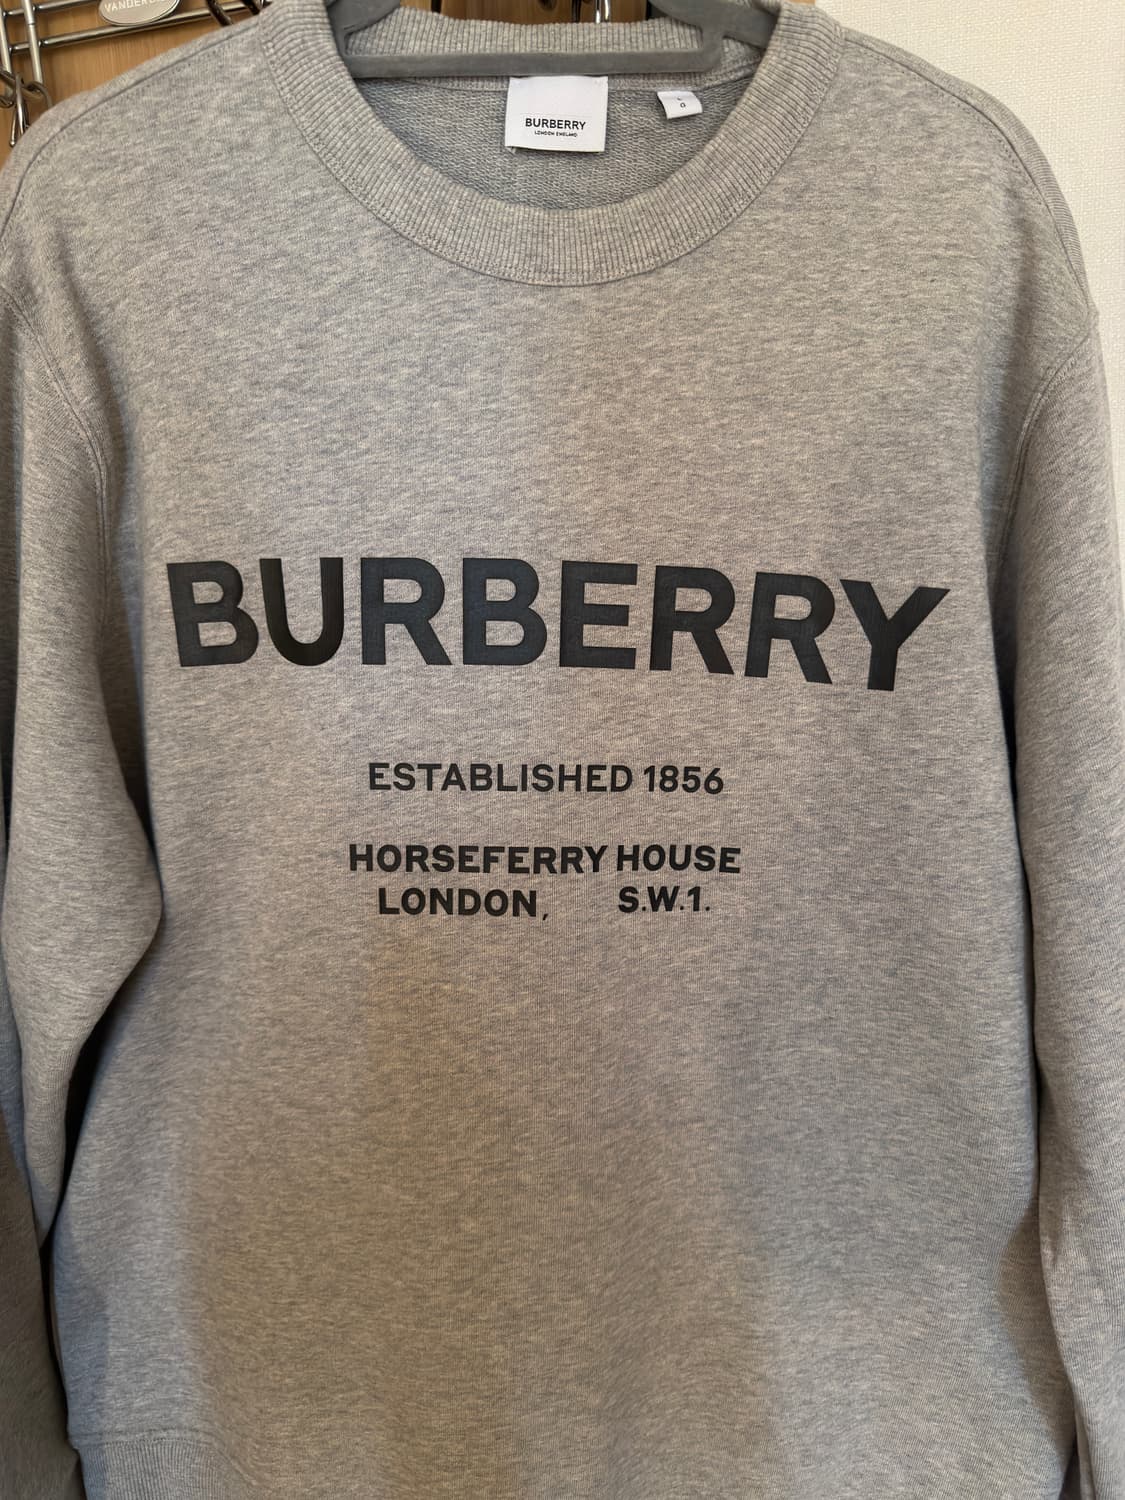 BURBERRY
LONDON ENGLAND
L
G
BURBERRY
ESTABLISHED 1856
HORSEFERRY HOUSE
LONDON, S.W.1.